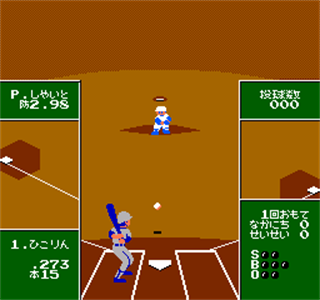 P.しゃいと
防2.98
投球数
000
1.ひこりん
.273
本15
1回おもて
なかにち 0
せいせい 0
S
B
O